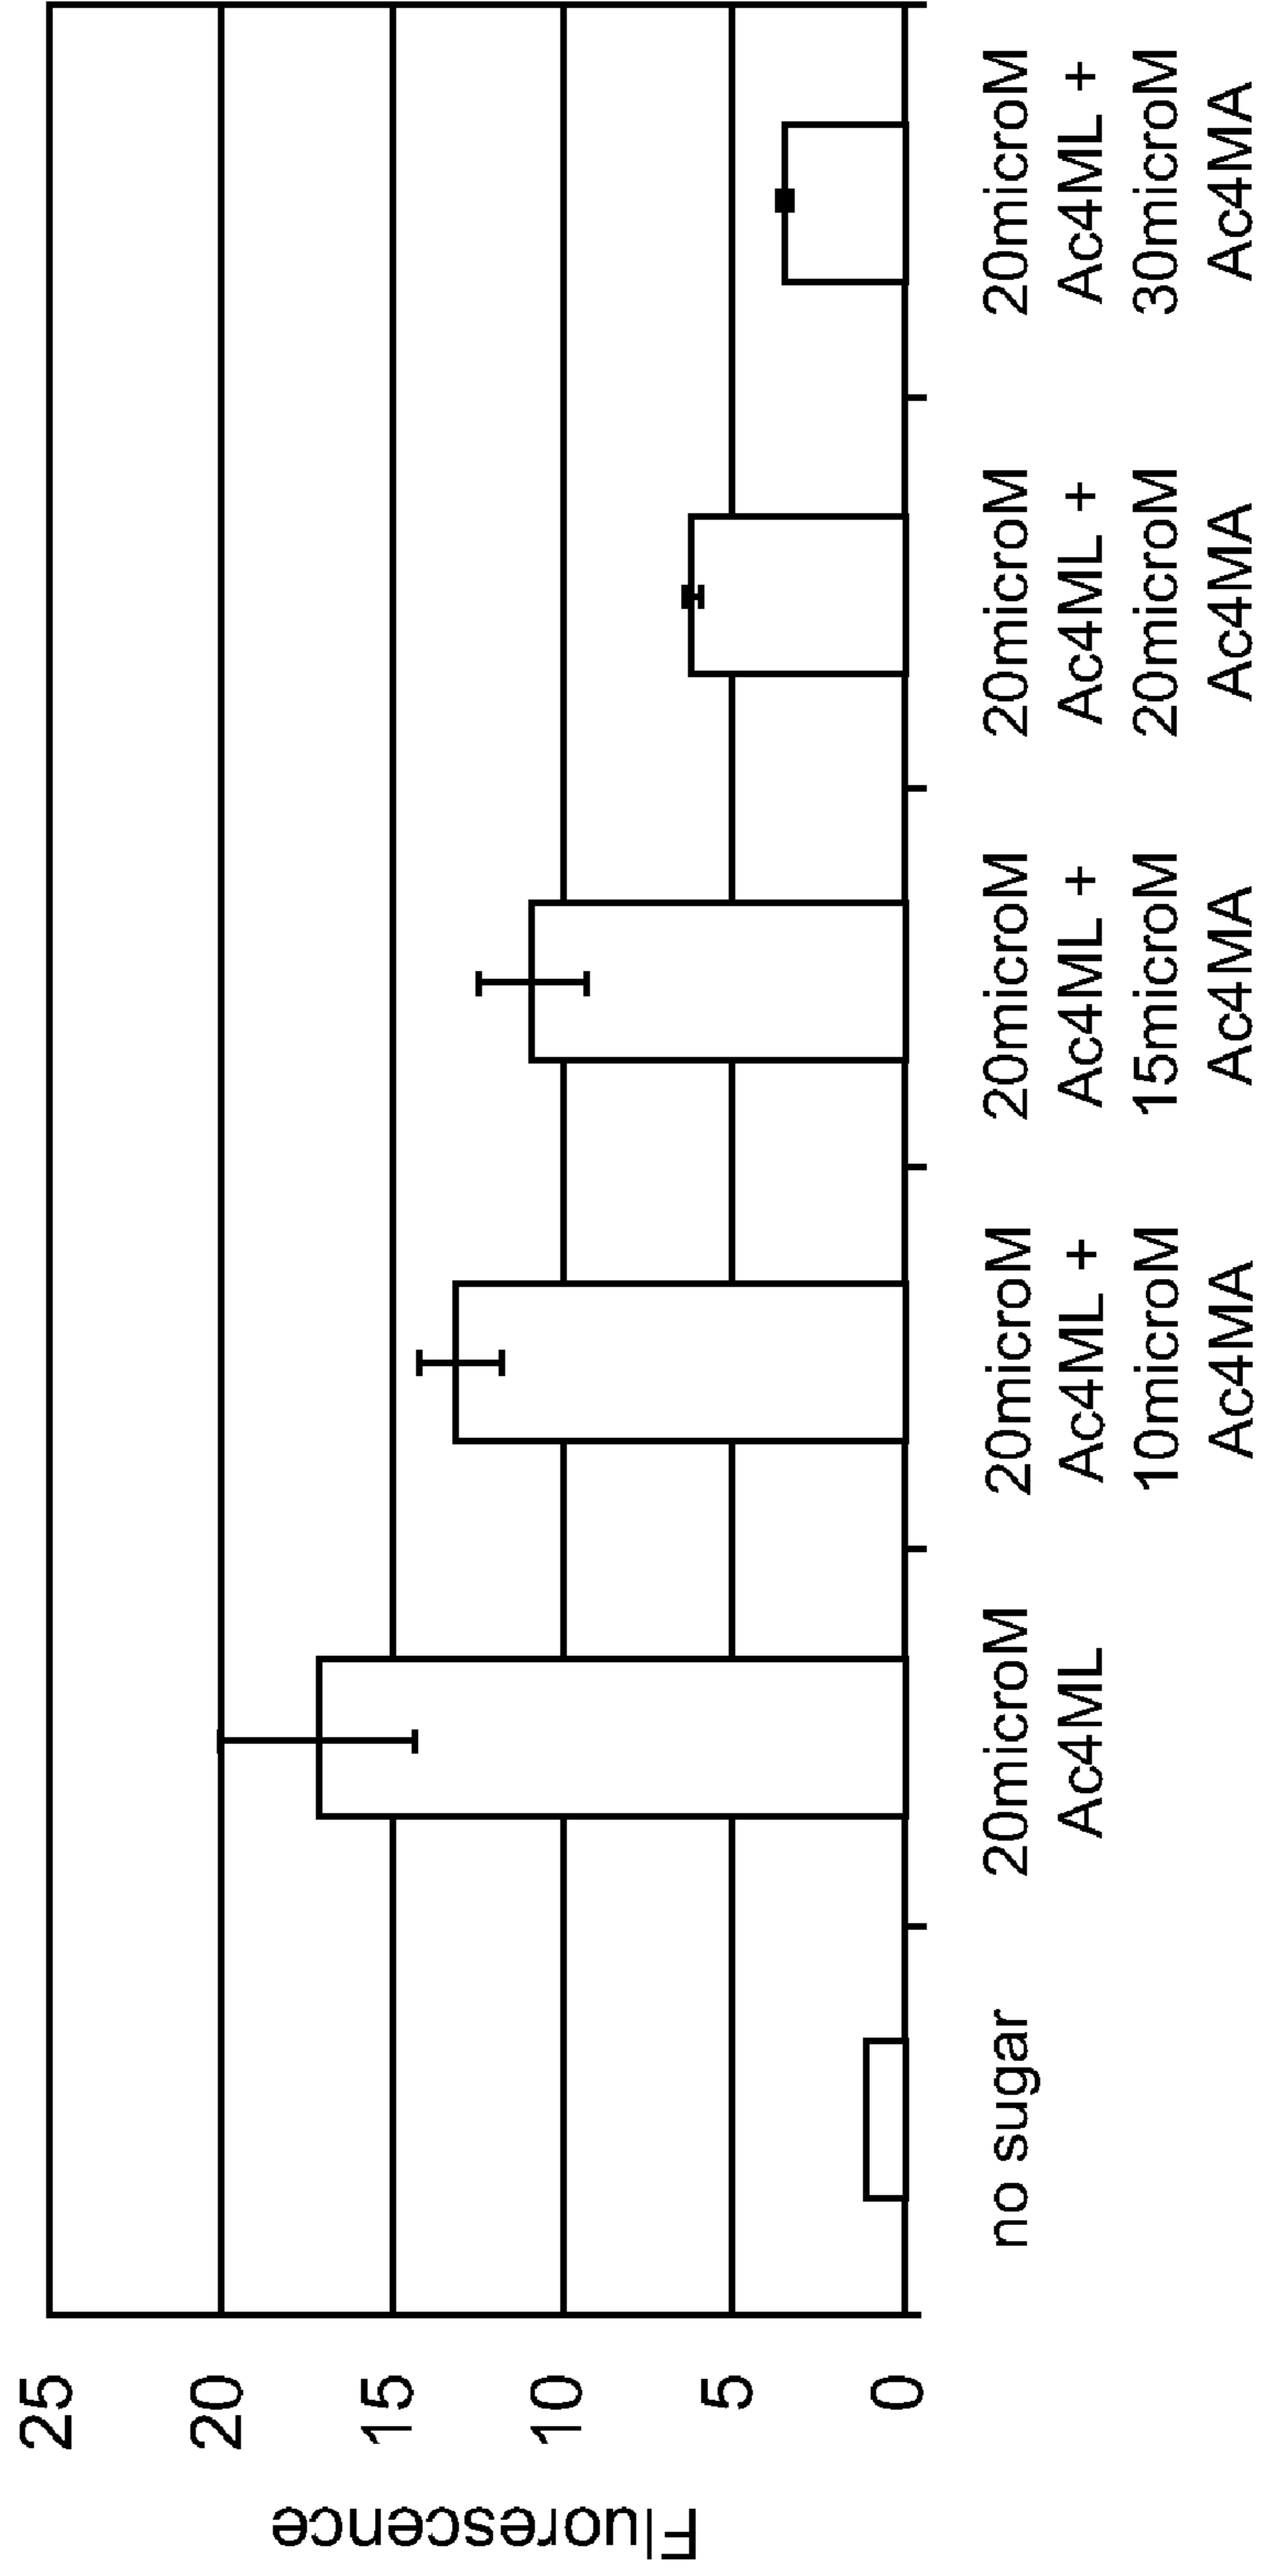 Fluorescence
25
20
15
10
5
0
no sugar
20microM
Ac4ML
20microM
Ac4ML +
10microM
Ac4MA
20microM
Ac4ML +
15microM
Ac4MA
20microM
Ac4ML +
20microM
Ac4MA
20microM
Ac4ML +
30microM
Ac4MA